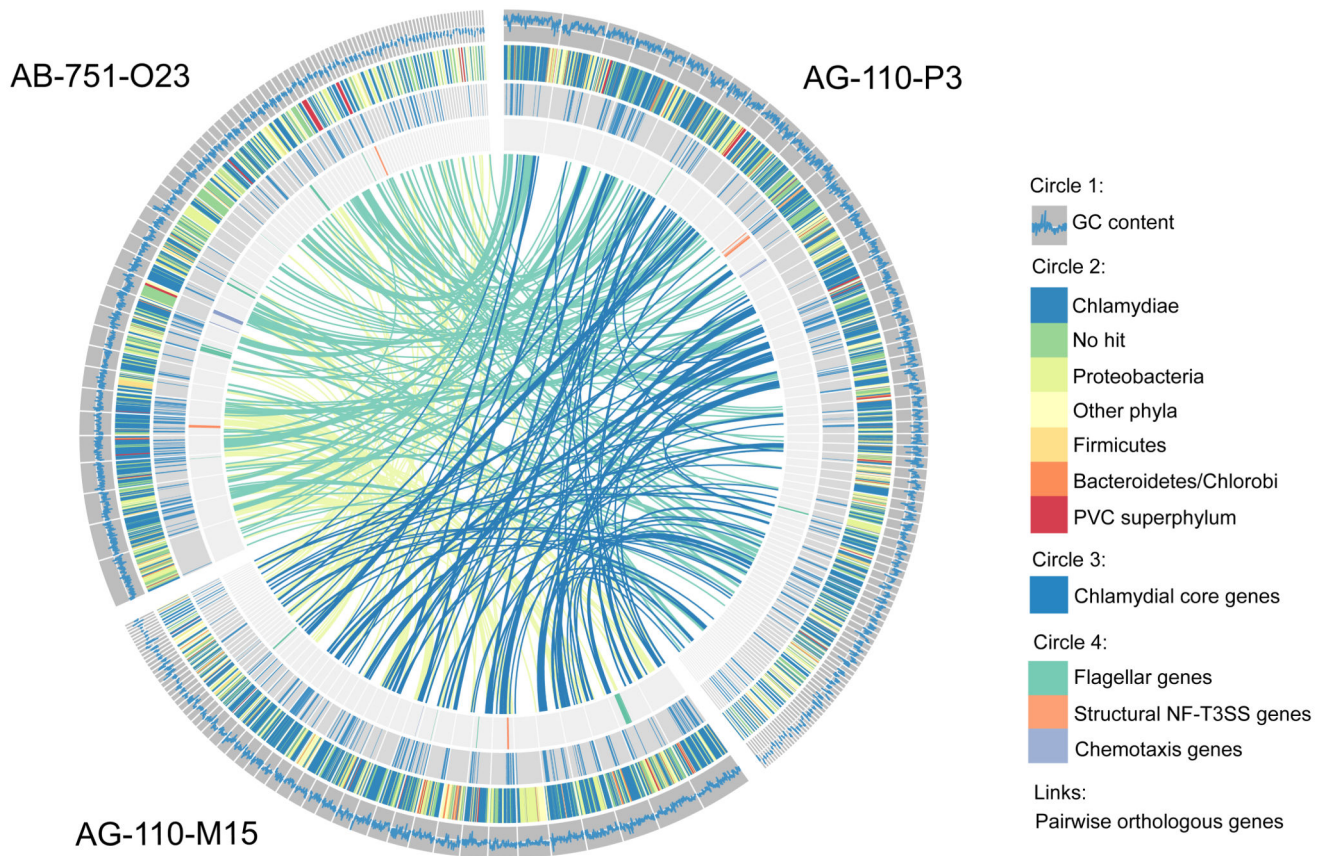 AB-751-O23
AG-110-P3
AG-110-M15
Circle 1:
GC content
Circle 2:
Chlamydiae
No hit
Proteobacteria
Other phyla
Firmicutes
Bacteroidetes/Chlorobi
PVC superphylum
Circle 3:
Chlamydial core genes
Circle 4:
Flagellar genes
Structural NF-T3SS genes
Chemotaxis genes
Links:
Pairwise orthologous genes